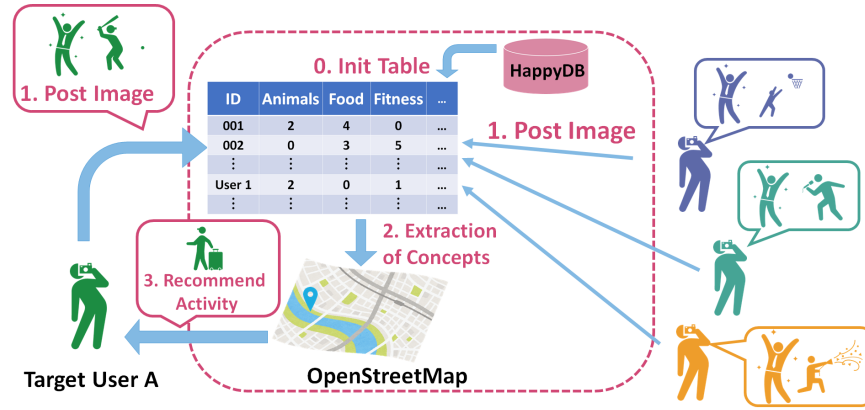 1. Post Image
0. Init Table
HappyDB
ID Animals Food Fitness ...
001 2 4 0 ...
002 0 3 5 ...
⋮ ⋮ ⋮ ⋮ ...
User 1 2 0 1 ...
⋮ ⋮ ⋮ ⋮ ...
1. Post Image
2. Extraction
of Concepts
3. Recommend
Activity
Target User A
OpenStreetMap